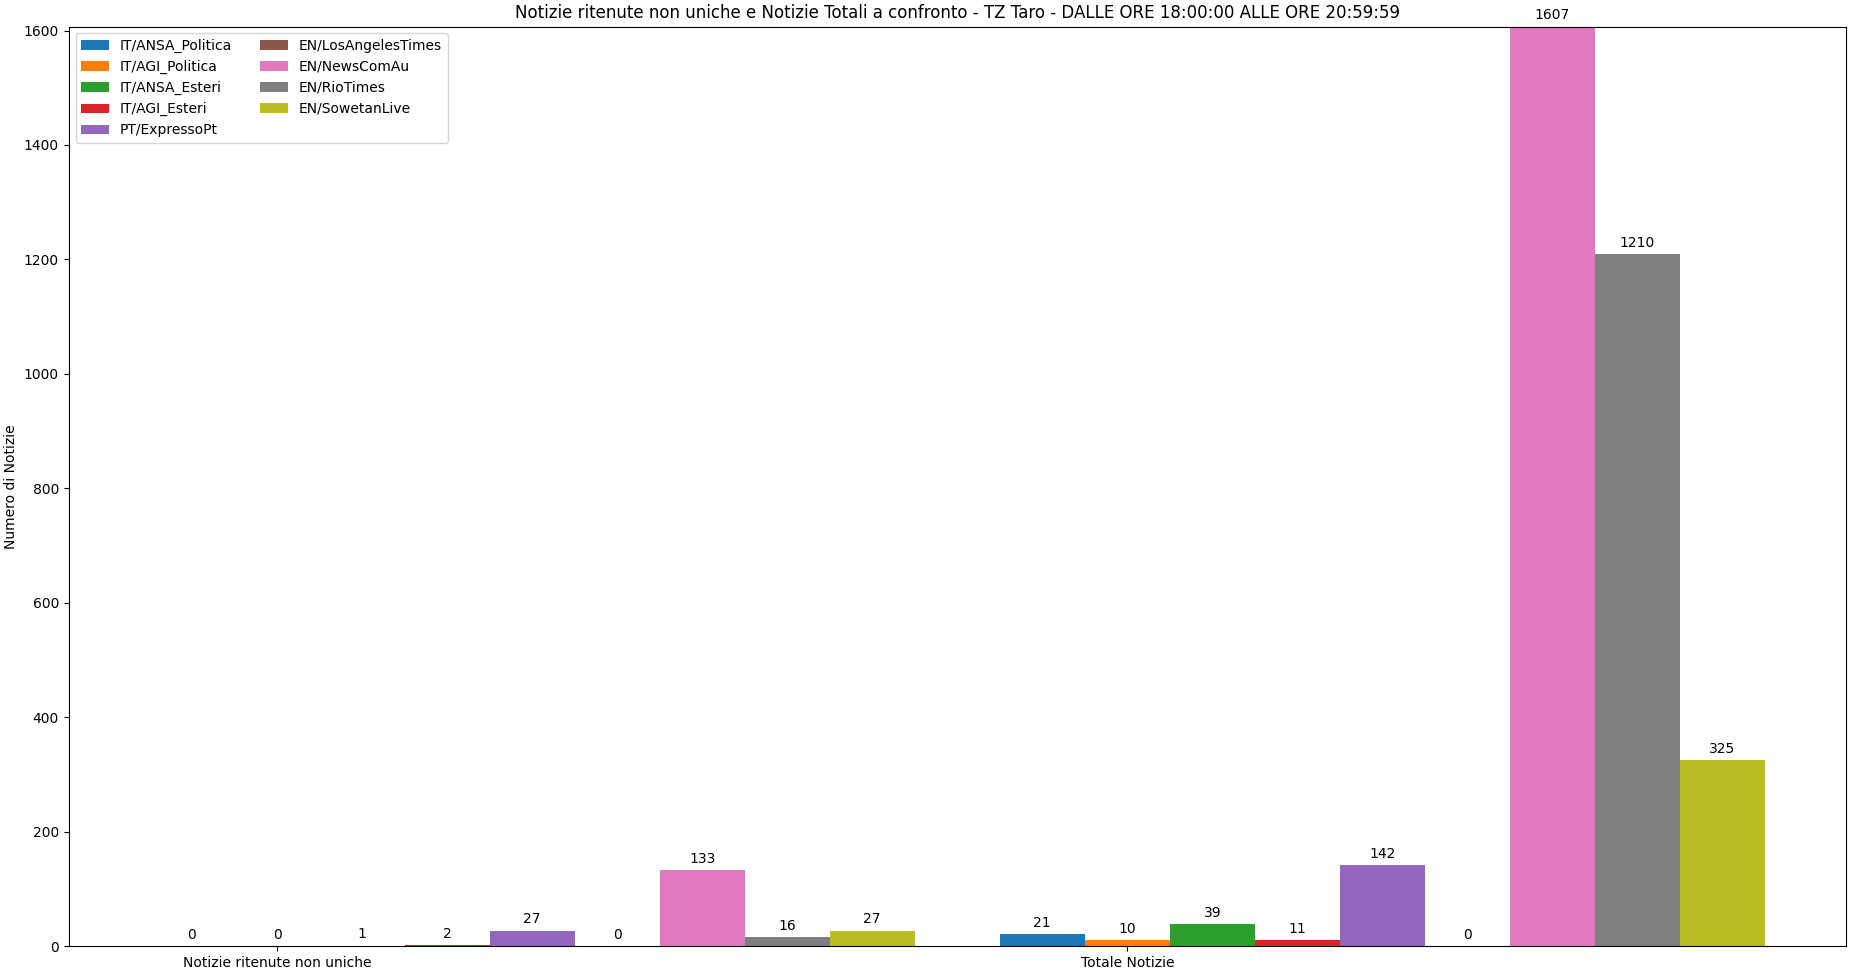 Notizie ritenute non uniche e Notizie Totali a confronto - TZ Taro - DALLE ORE 18:00:00 ALLE ORE 20:59:59
IT/ANSA_Politica
IT/AGI_Politica
IT/ANSA_Esteri
IT/AGI_Esteri
PT/ExpressoPt
EN/LosAngelesTimes
EN/NewsComAu
EN/RioTimes
EN/SowetanLive
Numero di Notizie
1600
1400
1200
1000
800
600
400
200
0
0
0
1
2
27
0
133
16
27
21
10
39
11
142
0
1607
1210
325
Notizie ritenute non uniche
Totale Notizie